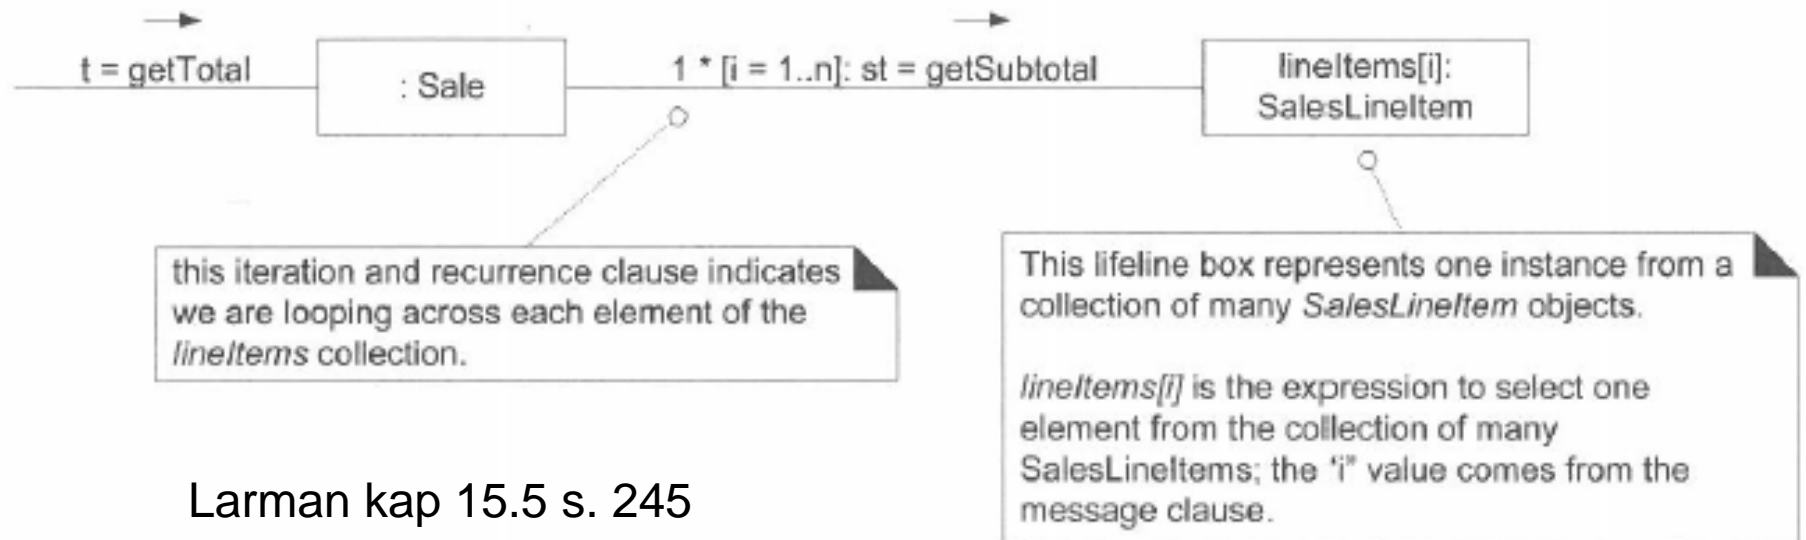 t = getTotal
: Sale
1 * [i = 1..n]: st = getSubtotal
lineItems[i]:
SalesLineItem
this iteration and recurrence clause indicates
we are looping across each element of the
lineItems collection.
This lifeline box represents one instance from a
collection of many SalesLineItem objects.
lineItems[i] is the expression to select one
element from the collection of many
SalesLineItems; the “i” value comes from the
message clause.
Larman kap 15.5 s. 245